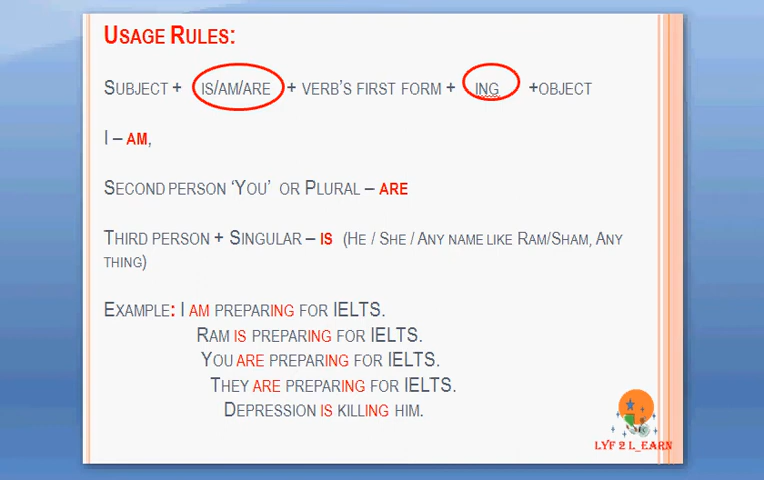 USAGE RULES:
SUBJECT + IS/AM/ARE + VERB'S FIRST FORM + ING +OBJECT
I – AM,
SECOND PERSON 'YOU' OR PLURAL – ARE
THIRD PERSON + SINGULAR – IS (HE / SHE / ANY NAME LIKE RAM/SHAM, ANY
THING)
EXAMPLE: I AM PREPARING FOR IELTS.
RAM IS PREPARING FOR IELTS.
YOU ARE PREPARING FOR IELTS.
THEY ARE PREPARING FOR IELTS.
DEPRESSION IS KILLING HIM.
LYF 2 L_EARN